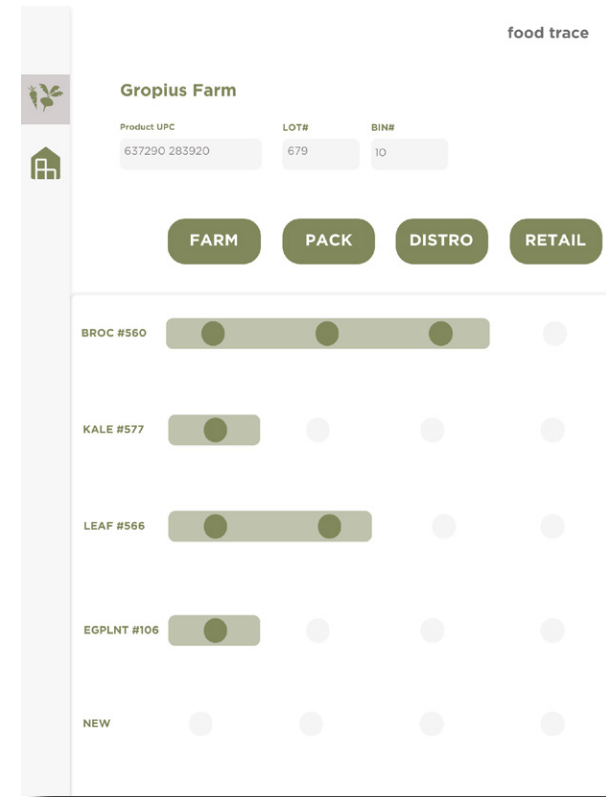 food trace
Gropius Farm
Product UPC LOT# BIN#
637290 283920 679 10
FARM PACK DISTRO RETAIL
BROC #560
KALE #577
LEAF #566
EGPLNT #106
NEW